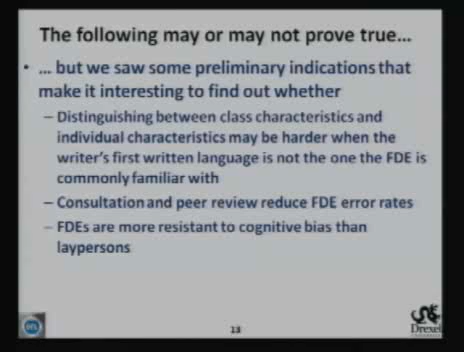 The following may or may not prove true…
• … but we saw some preliminary indications that
make it interesting to find out whether
– Distinguishing between class characteristics and
individual characteristics may be harder when the
writer's first written language is not the one the FDE is
commonly familiar with
– Consultation and peer review reduce FDE error rates
– FDEs are more resistant to cognitive bias than
laypersons
13
Drexel